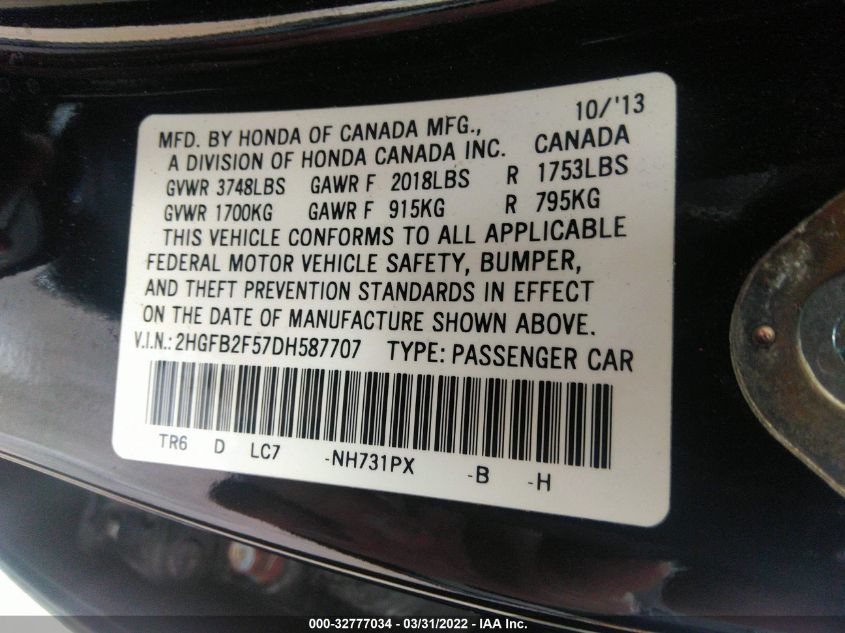 10/'13
MFD. BY HONDA OF CANADA MFG.,
A DIVISION OF HONDA CANADA INC. CANADA
GVWR 3748LBS GAWR F 2018LBS R 1753LBS
GVWR 1700KG GAWR F 915KG R 795KG
THIS VEHICLE CONFORMS TO ALL APPLICABLE
FEDERAL MOTOR VEHICLE SAFETY, BUMPER,
AND THEFT PREVENTION STANDARDS IN EFFECT
ON THE DATE OF MANUFACTURE SHOWN ABOVE.
V.I.N.: 2HGFB2F57DH587707 TYPE: PASSENGER CAR
TR6 D LC7 -NH731PX -B -H
000-32777034 - 03/31/2022 - IAA Inc.